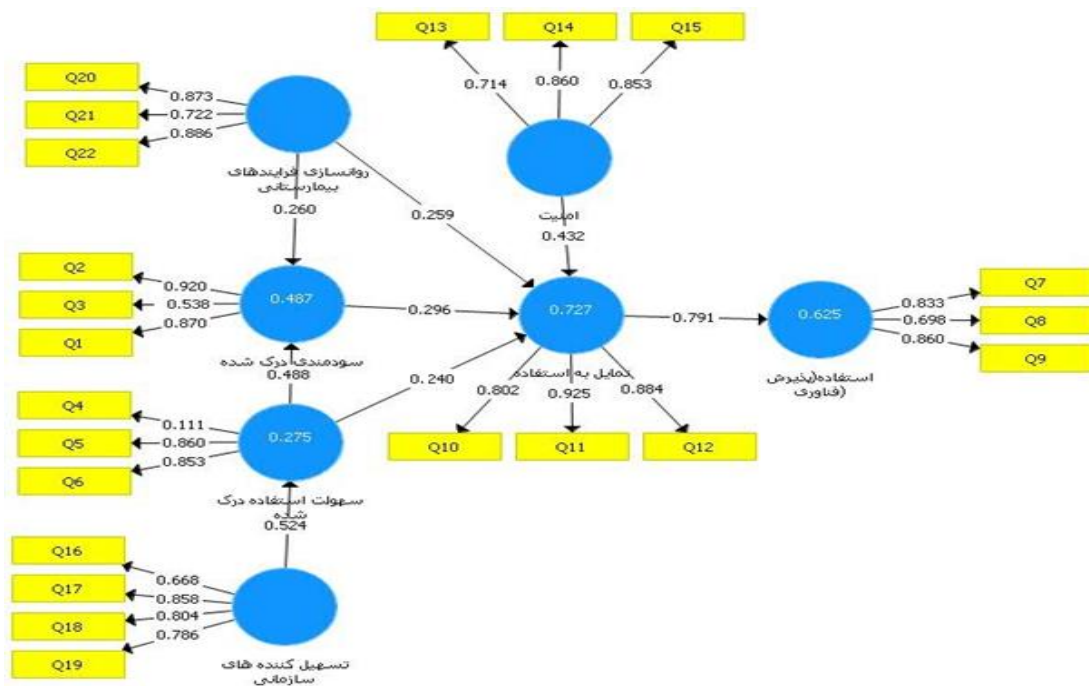 Q13
Q14
Q15
0.714
0.860
0.853
Q20
Q21
Q22
0.873
0.722
0.886
روانسازی فرایندهای
بیمارستانی
0.260
0.259
امنیت
0.432
Q2
Q3
Q1
0.920
0.538
0.870
0.487
سودمندی درک شده
0.296
0.727
تمایل به استفاده
0.791
0.625
استفاده(پذیرش
فناوری)
0.833
0.698
0.860
Q7
Q8
Q9
0.488
0.240
0.802
0.925
0.884
Q10
Q11
Q12
Q4
Q5
Q6
0.111
0.860
0.853
0.275
سهولت استفاده درک
شده
0.524
Q16
Q17
Q18
Q19
0.668
0.858
0.804
0.786
تسهیل کننده های
سازمانی